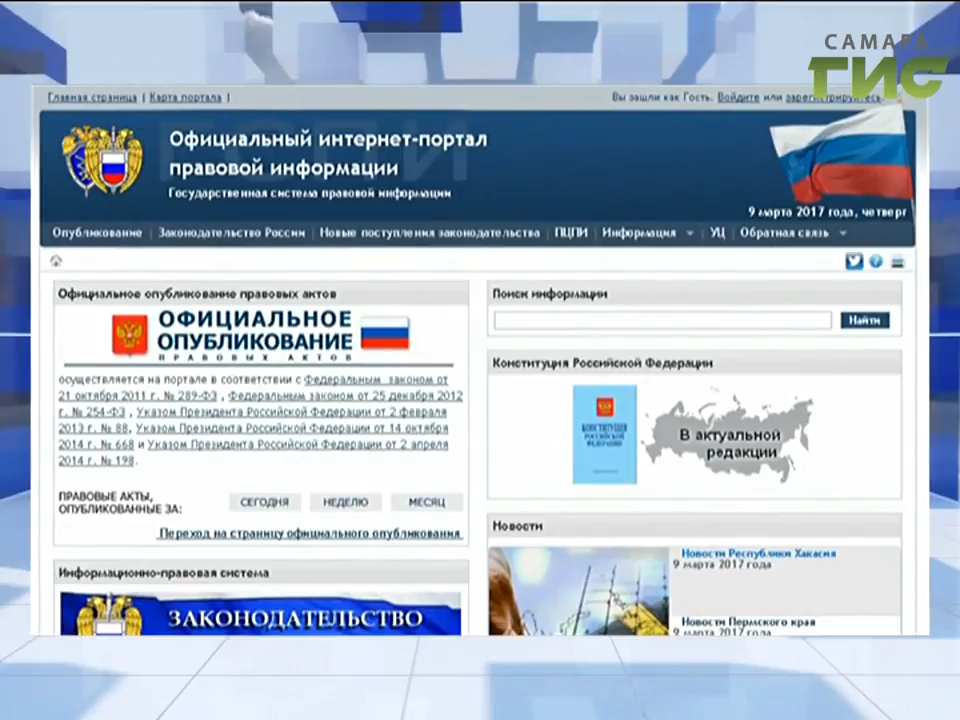 САМАРА
ГИС
Главная страница | Карта портала |
Вы зашли как Гость. Войдите или зарегистрируйтесь.
Официальный интернет-портал
правовой информации
Государственная система правовой информации
9 марта 2017 года, четверг
Опубликование | Законодательство России | Новые поступления законодательства | ПЦПИ | Информация | УЦ | Обратная связь
Официальное опубликование правовых актов
ОФИЦИАЛЬНОЕ
ОПУБЛИКОВАНИЕ
ПРАВОВЫХ АКТОВ
осуществляется на портале в соответствии с Федеральным законом от
21 октября 2011 г. № 289-ФЗ , Федеральным законом от 25 декабря 2012
г. № 254-ФЗ , Указом Президента Российской Федерации от 2 февраля
2013 г. № 88, Указом Президента Российской Федерации от 14 октября
2014 г. № 668 и Указом Президента Российской Федерации от 2 апреля
2014 г. № 198.
ПРАВОВЫЕ АКТЫ,
ОПУБЛИКОВАННЫЕ ЗА:
СЕГОДНЯ НЕДЕЛЮ МЕСЯЦ
Переход на страницу официального опубликования
Информационно-правовая система
ЗАКОНОДАТЕЛЬСТВО
Поиск информации
Найти
Конституция Российской Федерации
КОНСТИТУЦИЯ
РОССИЙСКОЙ
ФЕДЕРАЦИИ
В актуальной
редакции
Новости
Новости Республики Хакасия
9 марта 2017 года
Новости Пермского края
9 марта 2017 года